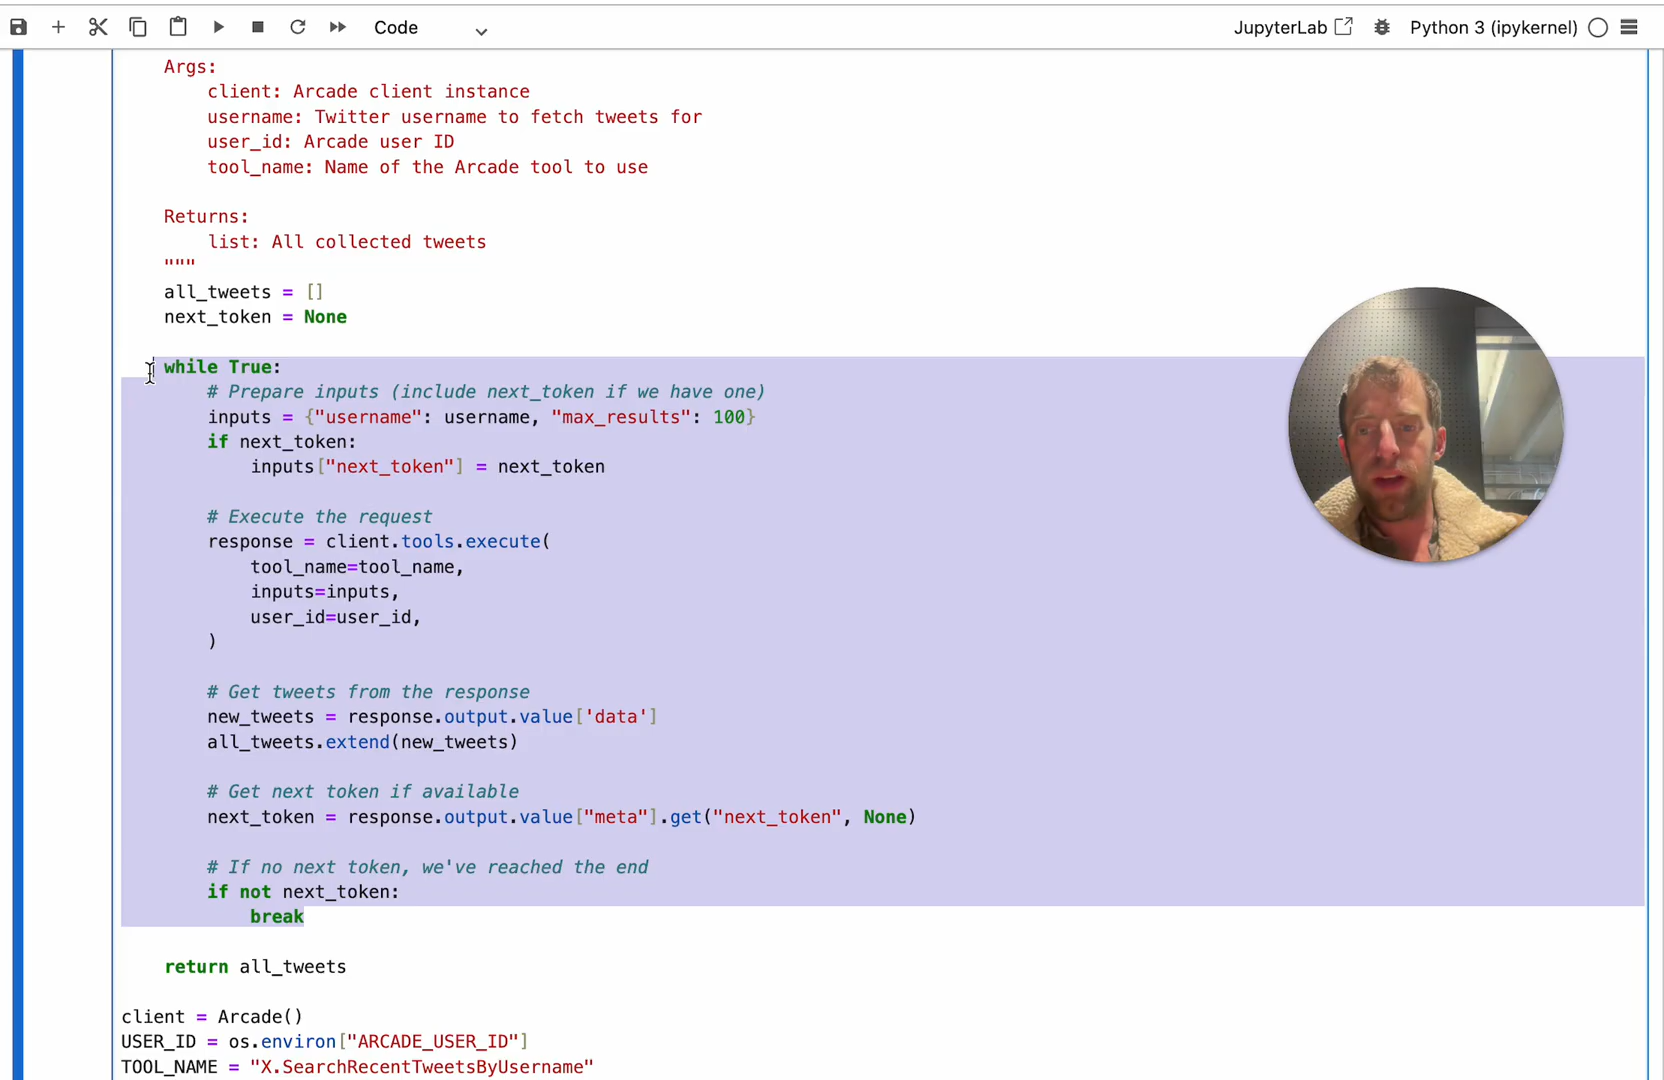 Code
JupyterLab
Python 3 (ipykernel)
Args:
client: Arcade client instance
username: Twitter username to fetch tweets for
user_id: Arcade user ID
tool_name: Name of the Arcade tool to use
Returns:
list: All collected tweets
"""
all_tweets = []
next_token = None
while True:
# Prepare inputs (include next_token if we have one)
inputs = {"username": username, "max_results": 100}
if next_token:
inputs["next_token"] = next_token
# Execute the request
response = client.tools.execute(
tool_name=tool_name,
inputs=inputs,
user_id=user_id,
)
# Get tweets from the response
new_tweets = response.output.value['data']
all_tweets.extend(new_tweets)
# Get next token if available
next_token = response.output.value["meta"].get("next_token", None)
# If no next token, we've reached the end
if not next_token:
break
return all_tweets
client = Arcade()
USER_ID = os.environ["ARCADE_USER_ID"]
TOOL_NAME = "X.SearchRecentTweetsByUsername"